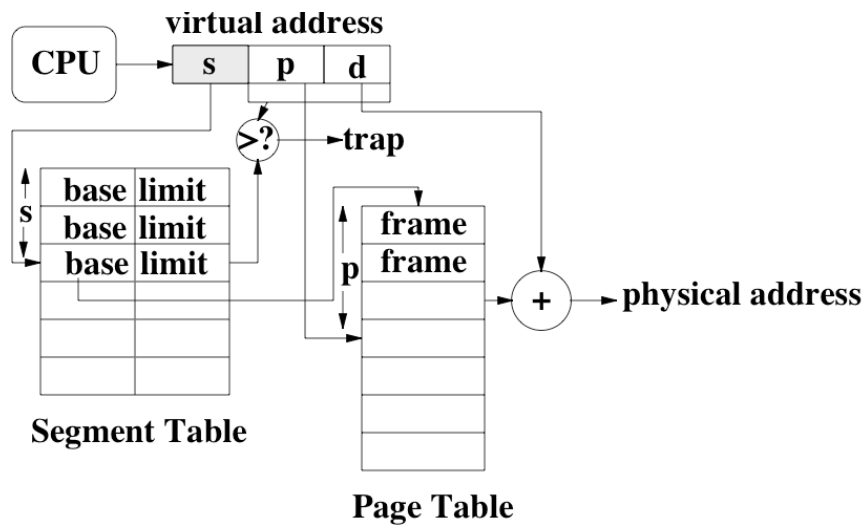 virtual address
CPU
s p d
>? trap
base limit
base limit
base limit
s
frame
frame
p
+ physical address
Segment Table
Page Table